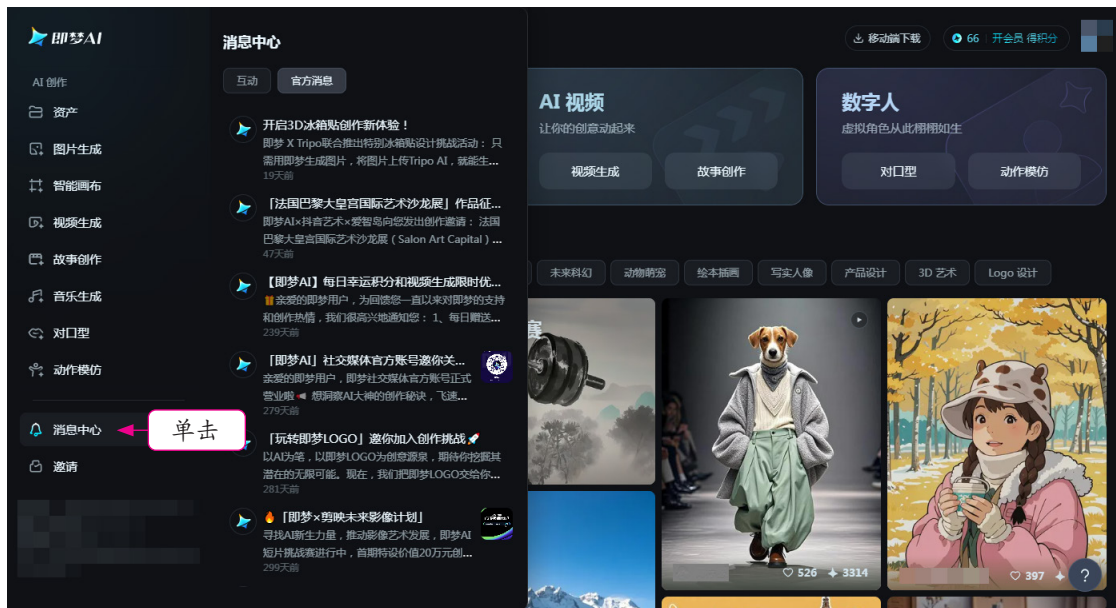 即梦AI
AI 创作
资产
图片生成
智能画布
视频生成
故事创作
音乐生成
对口型
动作模仿
消息中心
单击
邀请
消息中心
互动
官方消息
开启3D冰箱贴创作新体验！
即梦 X Tripo联合推出特别冰箱贴设计挑战活动： 只
需用即梦生成图片，将图片上传Tripo AI，就能生...
19天前
「法国巴黎大皇宫国际艺术沙龙展」作品征...
即梦AI×抖音艺术×爱智岛向您发出创作邀请： 法国
巴黎大皇宫国际艺术沙龙展（Salon Art Capital）...
47天前
【即梦AI】每日幸运积分和视频生成限时优...
亲爱的即梦用户，为回馈您一直以来对即梦的支持
和创作热情，我们很高兴地通知您： 1、每日赠送...
239天前
「即梦AI」社交媒体官方账号邀你关...
亲爱的即梦用户，即梦社交媒体官方账号正式
营业啦 想洞察AI大神的创作秘诀，飞速...
279天前
「玩转即梦LOGO」邀你加入创作挑战🚀
以AI为笔，以即梦LOGO为创意源泉，期待你挖掘其
潜在的无限可能。现在，我们把即梦LOGO交给你...
281天前
🔥「即梦×剪映未来影像计划」
寻找AI新生力量，推动影像艺术发展，即梦AI
短片挑战赛进行中，首期特设价值20万元创...
299天前
移动端下载
66
开会员 得积分
AI 视频
让你的创意动起来
视频生成
故事创作
数字人
虚拟角色从此栩栩如生
对口型
动作模仿
未来科幻
动物萌宠
绘本插画
写实人像
产品设计
3D 艺术
Logo 设计
赛
526
3314
397
?